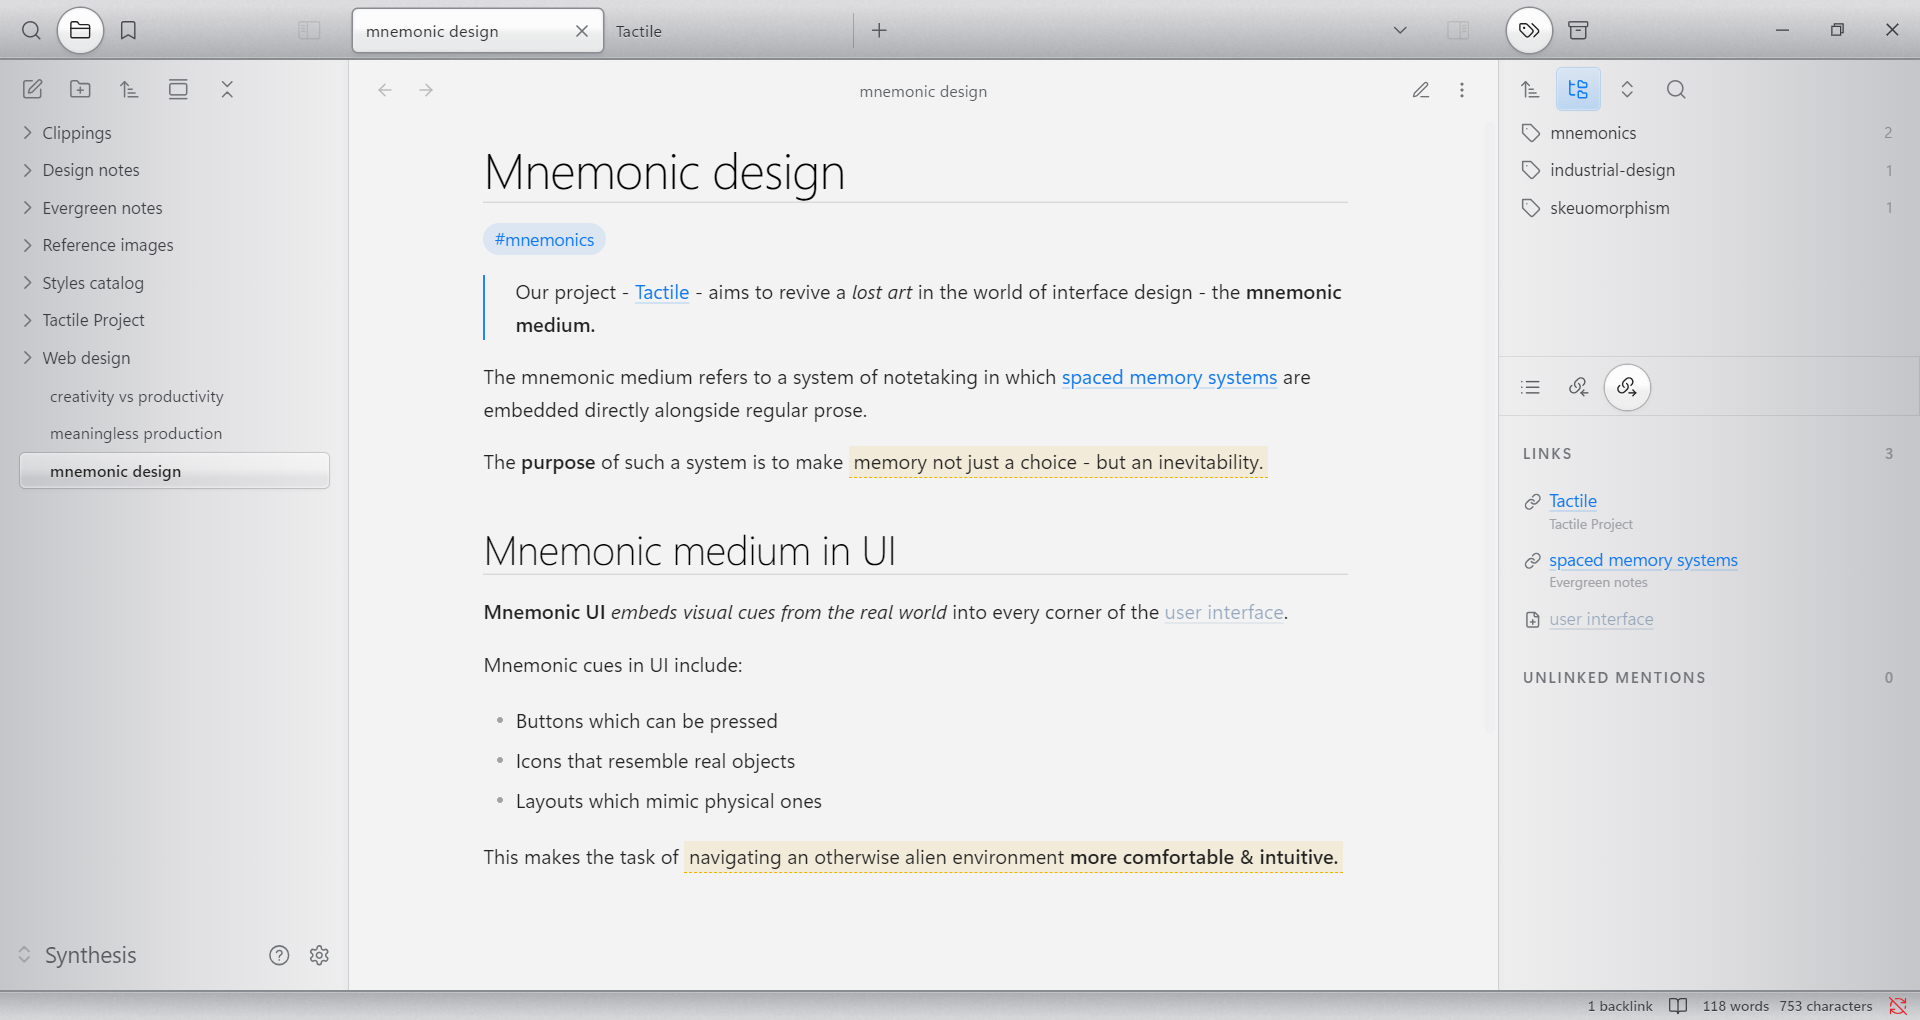 mnemonic design
Tactile
mnemonic design
Clippings
Design notes
Evergreen notes
Reference images
Styles catalog
Tactile Project
Web design
creativity vs productivity
meaningless production
mnemonic design
Synthesis
Mnemonic design
#mnemonics
Our project - Tactile - aims to revive a lost art in the world of interface design - the mnemonic
medium.
The mnemonic medium refers to a system of notetaking in which spaced memory systems are
embedded directly alongside regular prose.
The purpose of such a system is to make memory not just a choice - but an inevitability.
Mnemonic medium in UI
Mnemonic UI embeds visual cues from the real world into every corner of the user interface.
Mnemonic cues in UI include:
• Buttons which can be pressed
• Icons that resemble real objects
• Layouts which mimic physical ones
This makes the task of navigating an otherwise alien environment more comfortable & intuitive.
mnemonics 2
industrial-design 1
skeuomorphism 1
LINKS 3
Tactile
Tactile Project
spaced memory systems
Evergreen notes
user interface
UNLINKED MENTIONS 0
1 backlink 118 words 753 characters